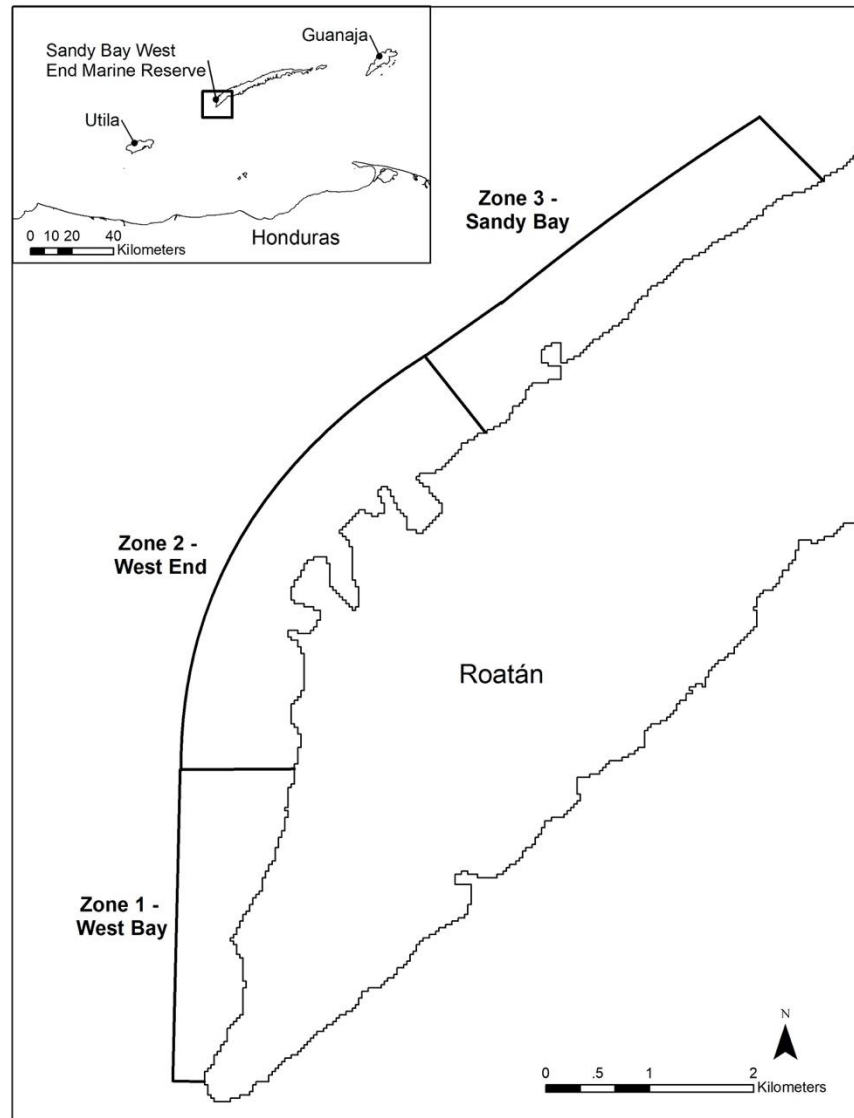 Guanaja
Sandy Bay West
End Marine Reserve
Utila
0 10 20 40
Kilometers
Honduras
Zone 3 -
Sandy Bay
Zone 2 -
West End
Roatán
Zone 1 -
West Bay
N
0 .5 1 2
Kilometers